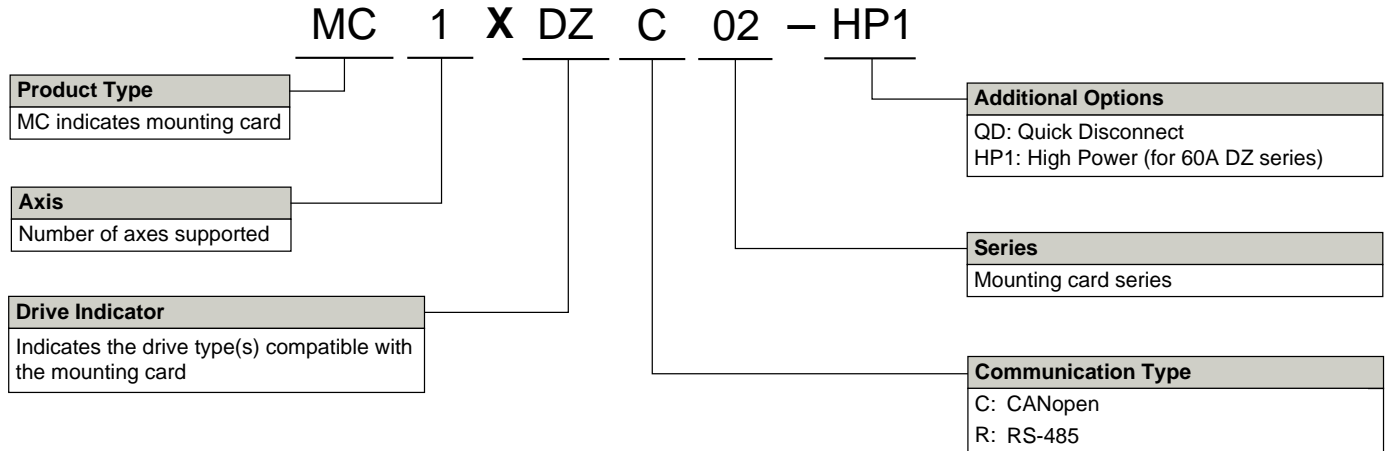 MC 1 X DZ C 02 – HP1
Product Type
MC indicates mounting card
Axis
Number of axes supported
Drive Indicator
Indicates the drive type(s) compatible with
the mounting card
Additional Options
QD: Quick Disconnect
HP1: High Power (for 60A DZ series)
Series
Mounting card series
Communication Type
C: CANopen
R: RS-485